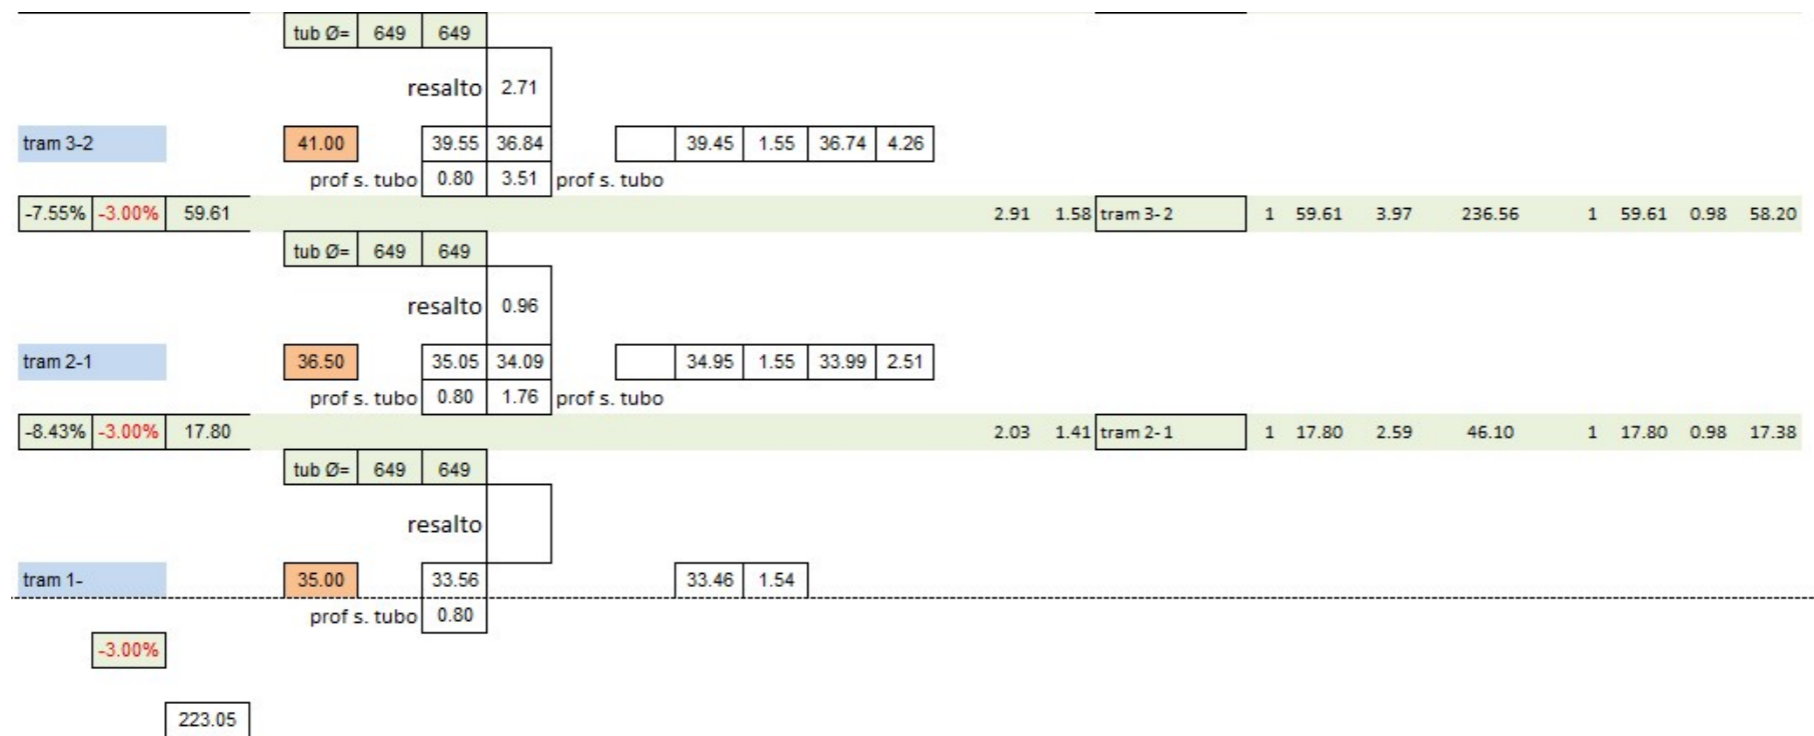 tub Ø= 649 649
resalto 2.71
tram 3-2 41.00 39.55 36.84 39.45 1.55 36.74 4.26
prof s. tubo 0.80 3.51 prof s. tubo
-7.55% -3.00% 59.61 2.91 1.58 tram 3-2 1 59.61 3.97 236.56 1 59.61 0.98 58.20
tub Ø= 649 649
resalto 0.96
tram 2-1 36.50 35.05 34.09 34.95 1.55 33.99 2.51
prof s. tubo 0.80 1.76 prof s. tubo
-8.43% -3.00% 17.80 2.03 1.41 tram 2-1 1 17.80 2.59 46.10 1 17.80 0.98 17.38
tub Ø= 649 649
resalto
tram 1- 35.00 33.56 33.46 1.54
prof s. tubo 0.80
-3.00%
223.05